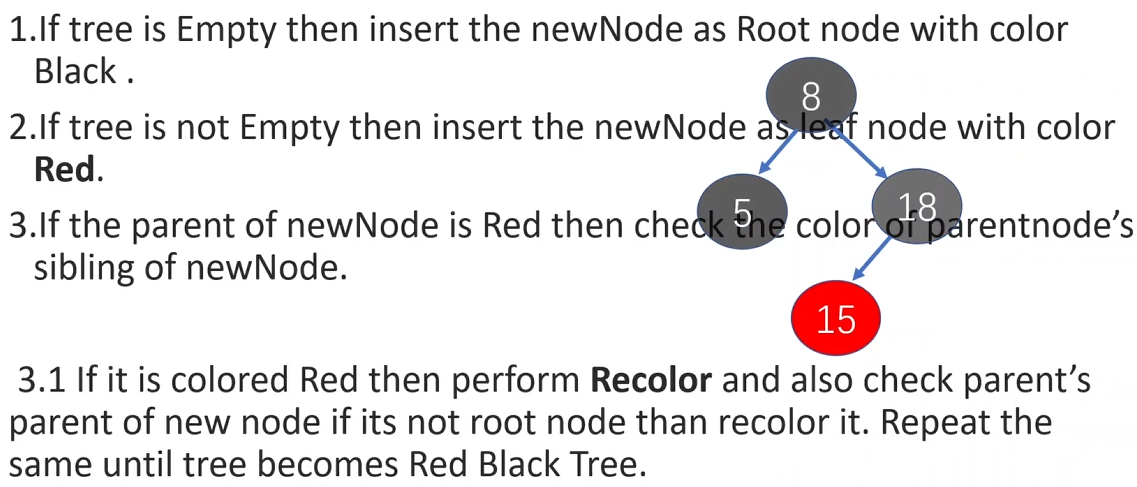 1.If tree is Empty then insert the newNode as Root node with color
Black .
8
2.If tree is not Empty then insert the newNode as leaf node with color
Red.
5
18
3.If the parent of newNode is Red then check the color of parentnode's
sibling of newNode.
15
3.1 If it is colored Red then perform Recolor and also check parent's
parent of new node if its not root node than recolor it. Repeat the
same until tree becomes Red Black Tree.